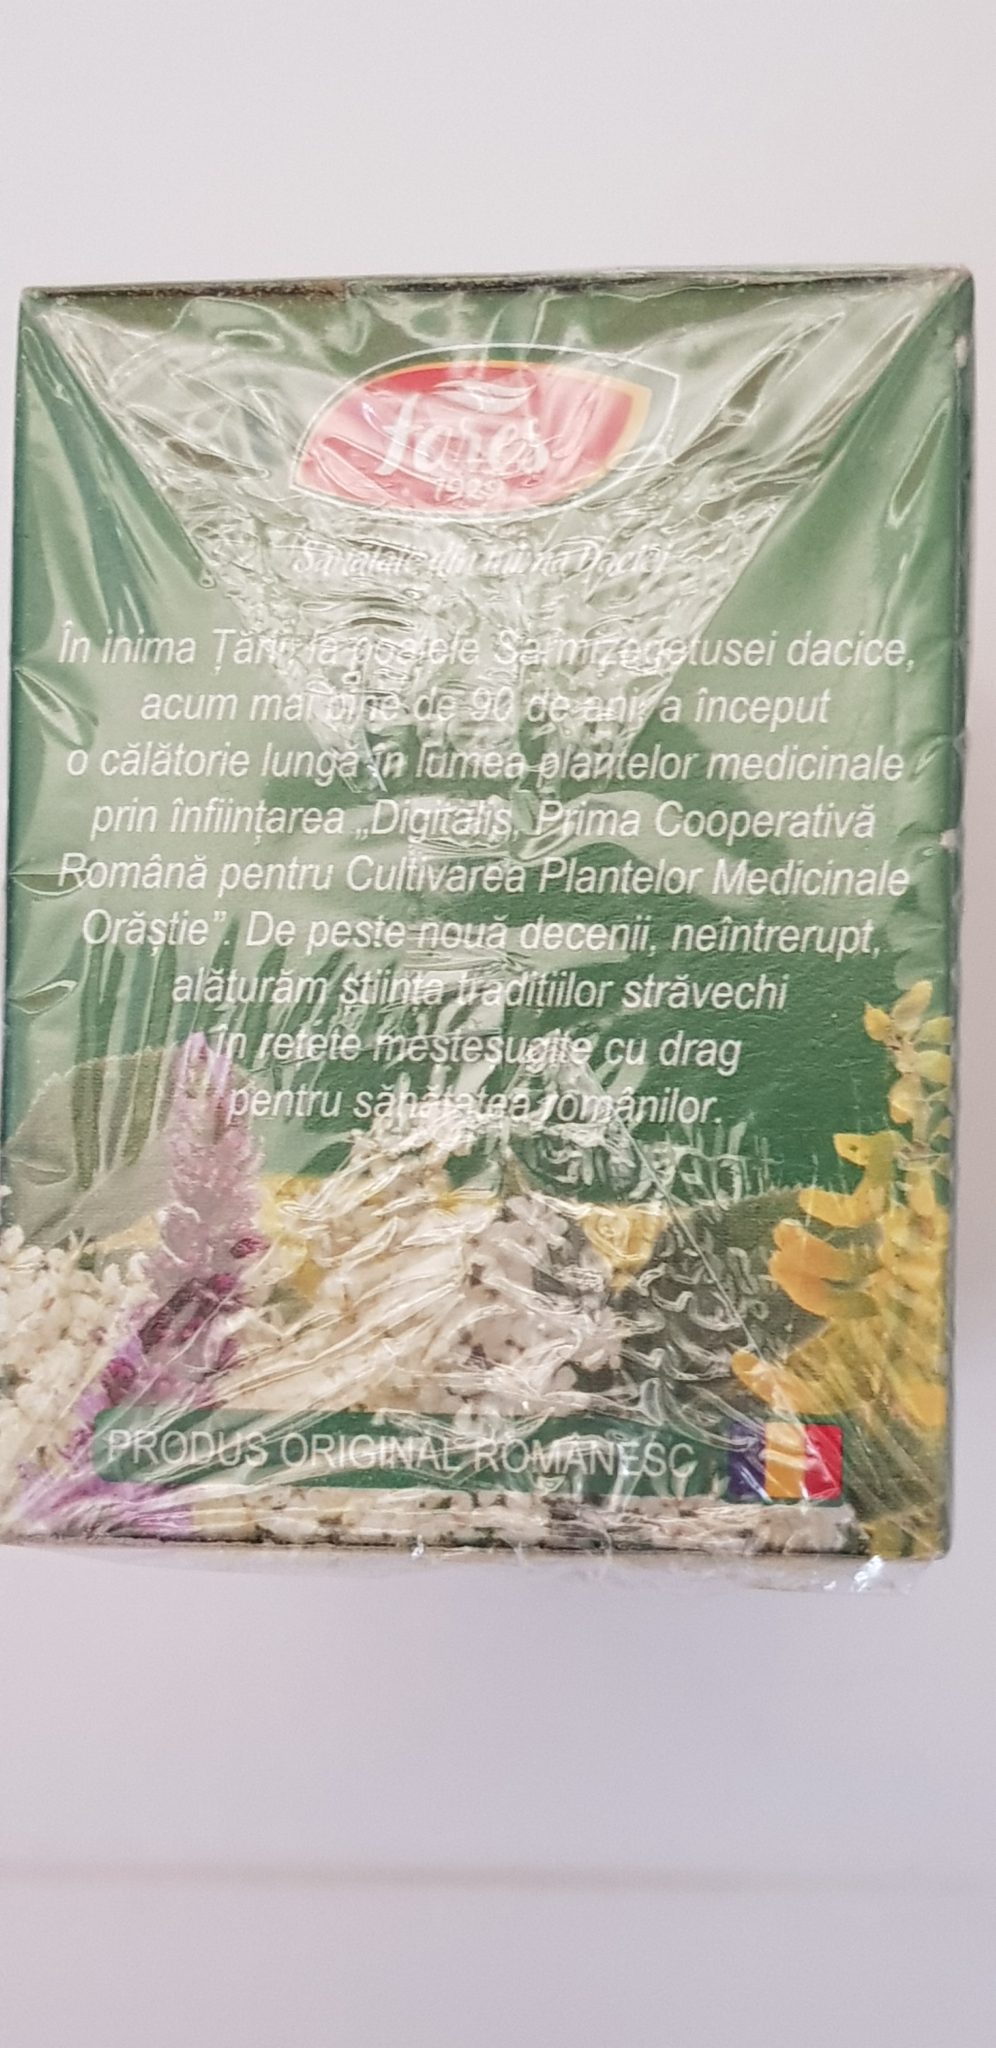 fares
1929
Sănătate din inima Daciei
În inima Țării, la poalele Sarmizegetusei dacice,
acum mai bine de 90 de ani, a început
o călătorie lungă în lumea plantelor medicinale
prin înființarea „Digitalis, Prima Cooperativă
Română pentru Cultivarea Plantelor Medicinale
Orăștie”. De peste nouă decenii, neîntrerupt,
alăturăm știința tradițiilor străvechi
în rețete meșteșugite cu drag
pentru sănătatea românilor.
PRODUS ORIGINAL ROMÂNESC